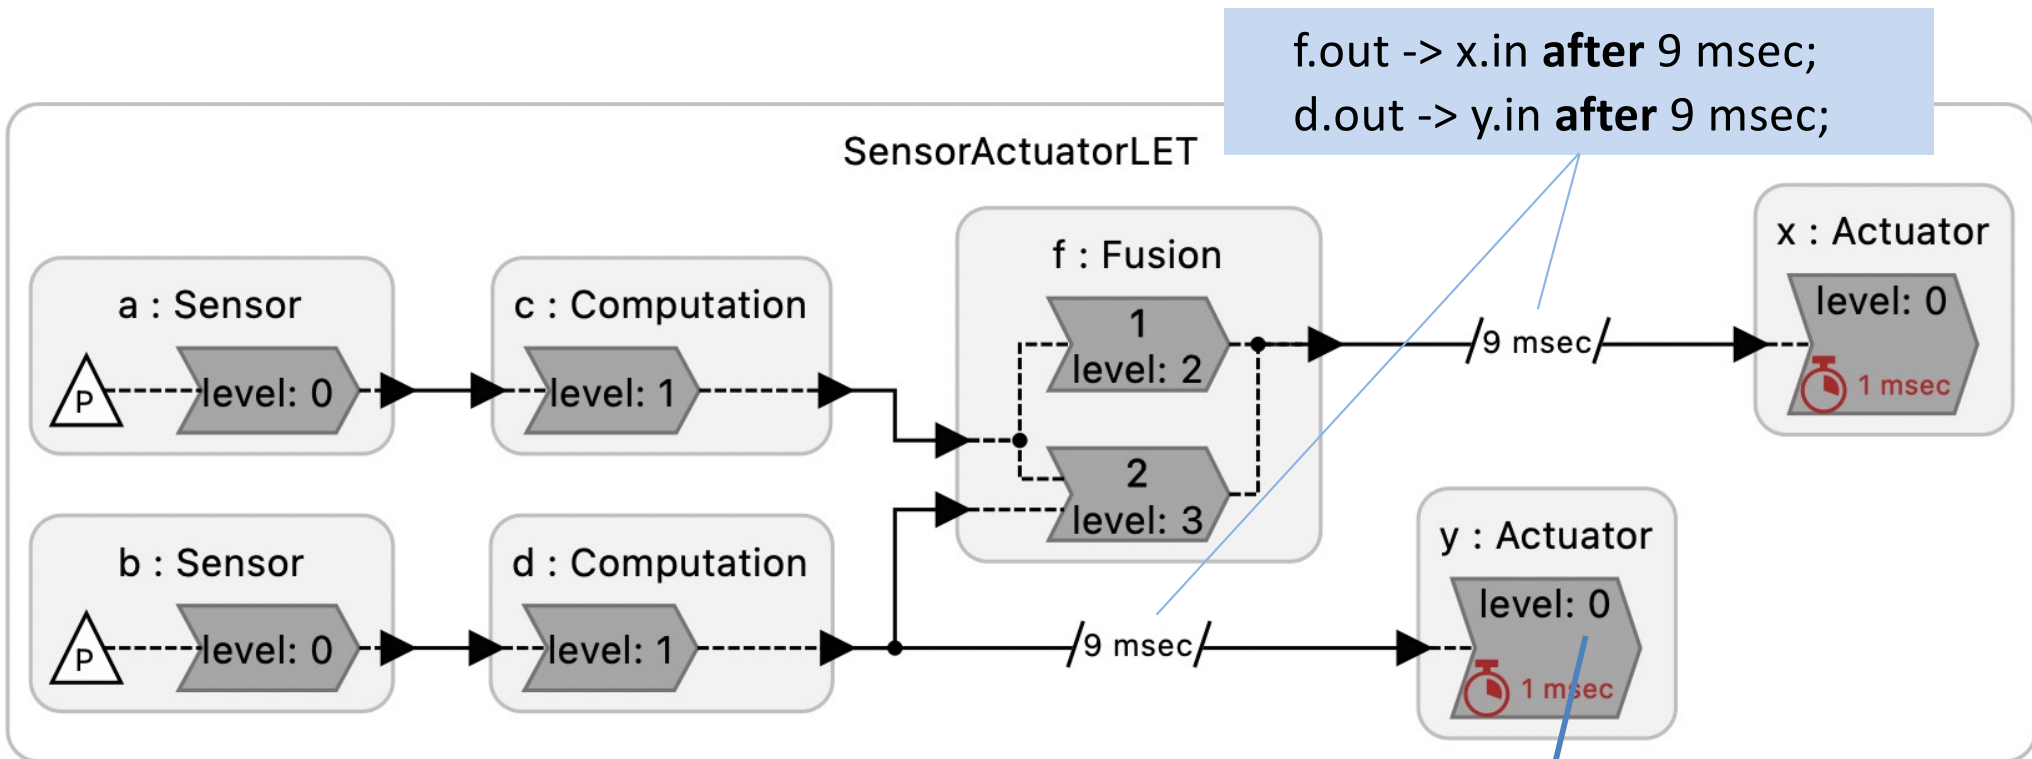 f.out -> x.in after 9 msec;
d.out -> y.in after 9 msec;
SensorActuatorLET
a : Sensor
P
level: 0
c : Computation
level: 1
f : Fusion
1
level: 2
2
level: 3
9 msec
x : Actuator
level: 0
1 msec
b : Sensor
P
level: 0
d : Computation
level: 1
9 msec
y : Actuator
level: 0
1 msec